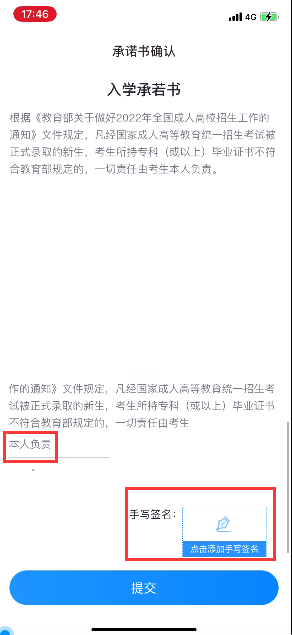 17:46
4G
承诺书确认
入学承若书
根据《教育部关于做好2022年全国成人高校招生工作的
通知》文件规定，凡经国家成人高等教育统一招生考试被
正式录取的新生，考生所持专科（或以上）毕业证书不符
合教育部规定的，一切责任由考生本人负责。
作的通知》文件规定，凡经国家成人高等教育统一招生考
试被正式录取的新生，考生所持专科（或以上）毕业证书
不符合教育部规定的，一切责任由考生
本人负责
。
手写签名：
点击添加手写签名
提交